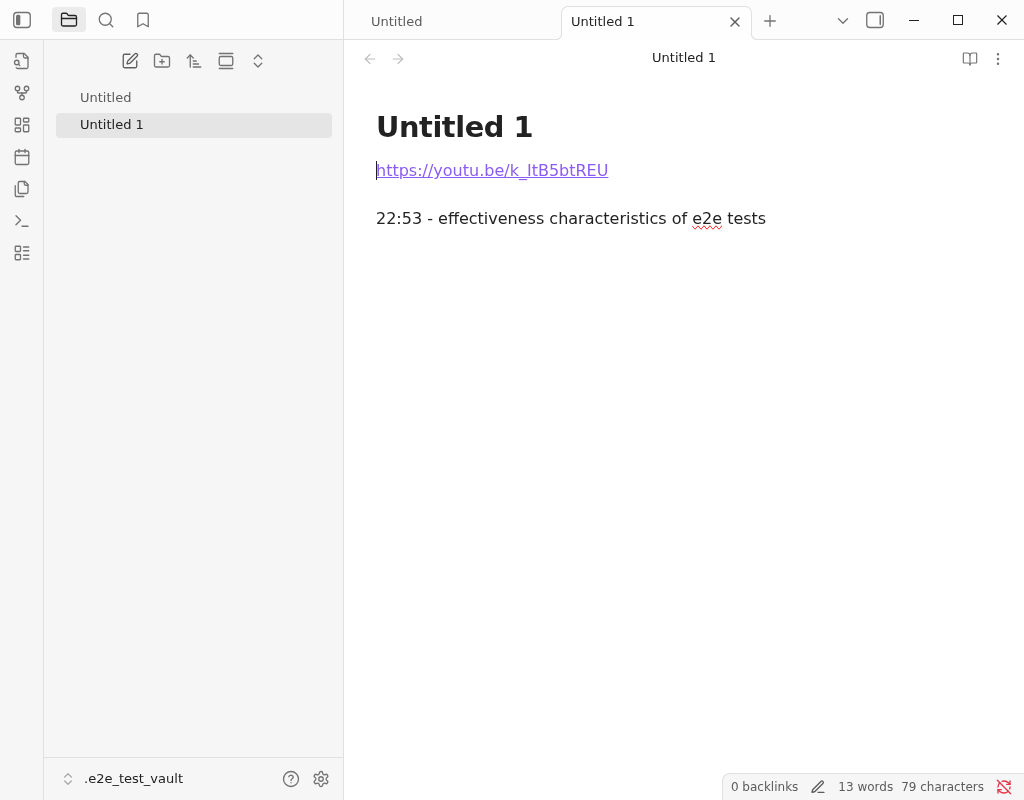 Untitled
Untitled 1
Untitled 1
Untitled
Untitled 1
Untitled 1
https://youtu.be/k_ItB5btREU
22:53 - effectiveness characteristics of e2e tests
.e2e_test_vault
0 backlinks 13 words 79 characters